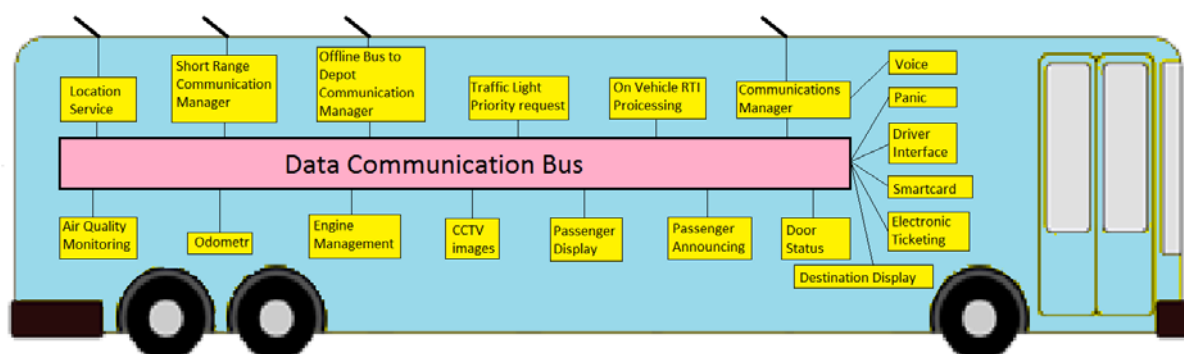 Location
Service
Short Range
Communication
Manager
Offline Bus to
Depot
Communication
Manager
Traffic Light
Priority request
On Vehicle RTI
Proicessing
Communications
Manager
Voice
Panic
Driver
Interface
Smartcard
Electronic
Ticketing
Data Communication Bus
Air Quality
Monitoring
Odometr
Engine
Management
CCTV
images
Passenger
Display
Passenger
Announcing
Door
Status
Destination Display